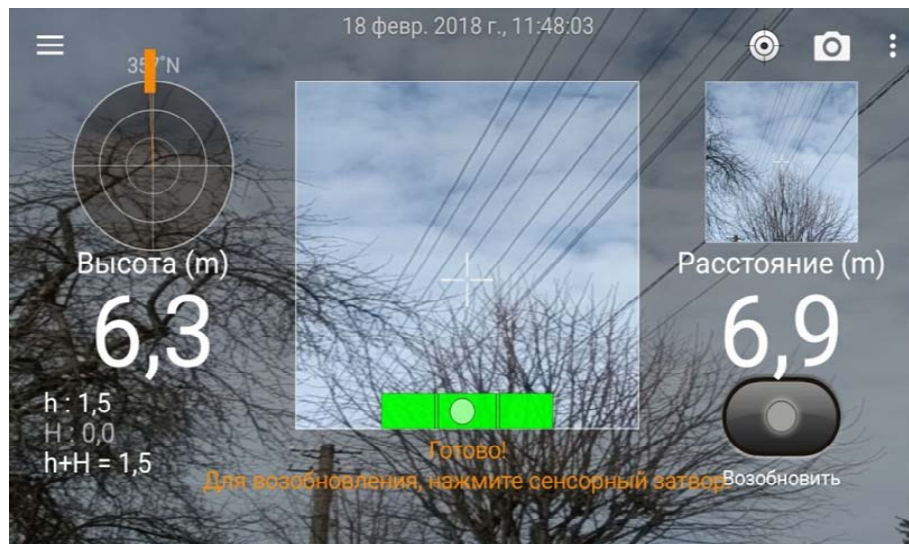 18 февр. 2018 г., 11:48:03
357°N
Высота (m)
6,3
h : 1,5
H : 0,0
h+H = 1,5
Расстояние (m)
6,9
Готово!
Для возобновления, нажмите сенсорный затвор
Возобновить